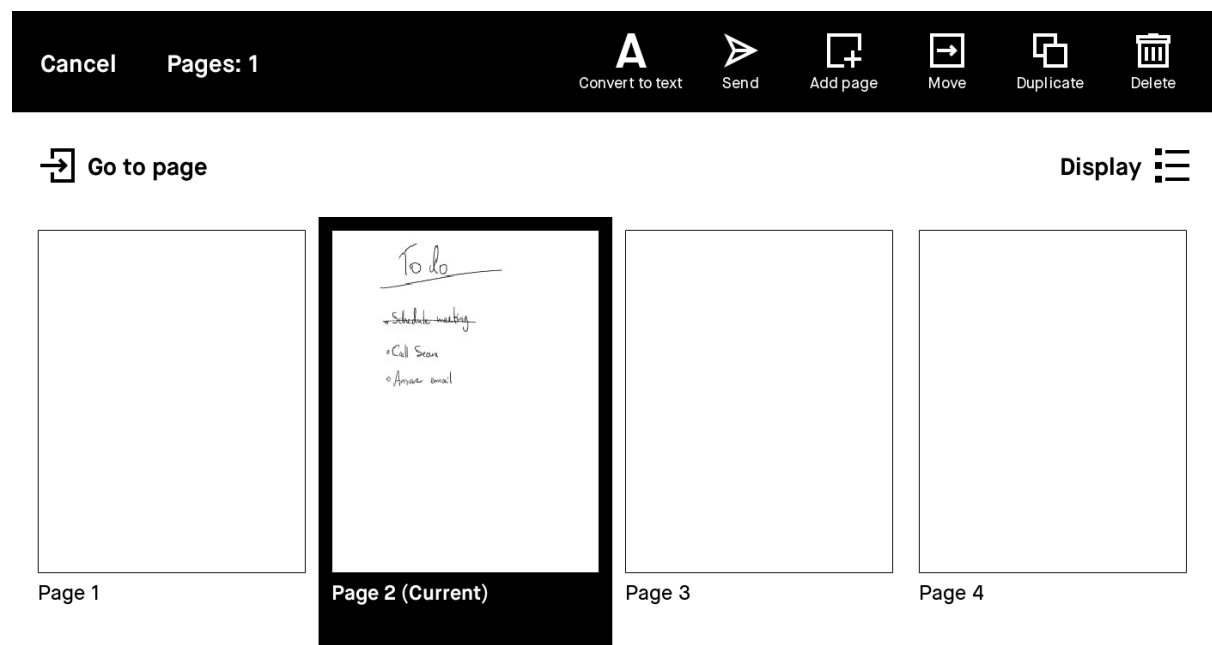 Cancel Pages: 1
Convert to text Send Add page Move Duplicate Delete
Go to page Display
To do
Schedule meeting
Call Sean
Answer email
Page 1 Page 2 (Current) Page 3 Page 4